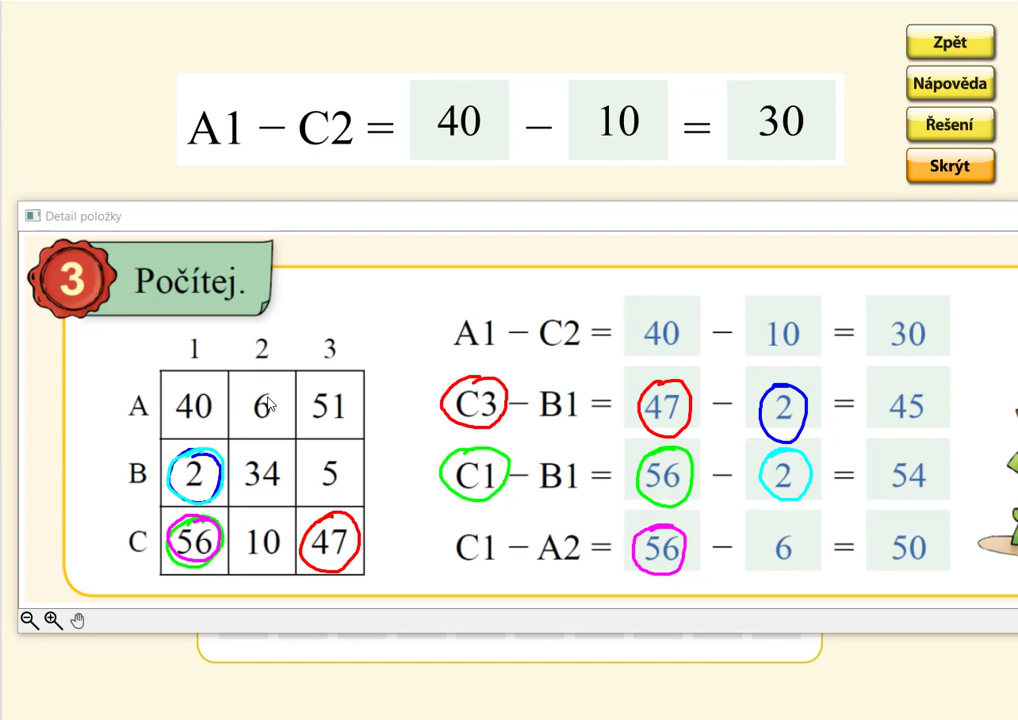 Zpět
Nápověda
Řešení
Skrýt
A1 − C2 = 40 − 10 = 30
Detail položky
3 Počítej.
1 2 3
A 40 6 51
B 2 34 5
C 56 10 47
A1 − C2 = 40 − 10 = 30
C3 − B1 = 47 − 2 = 45
C1 − B1 = 56 − 2 = 54
C1 − A2 = 56 − 6 = 50